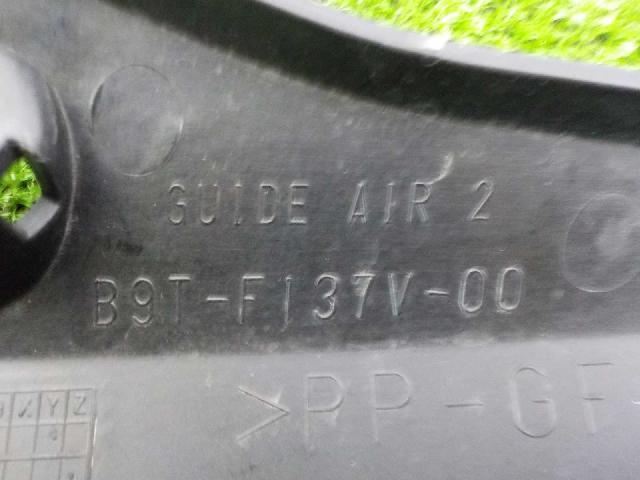 GUIDE AIR 2
B9T-F137V-00
>PP-GF-
Y Z